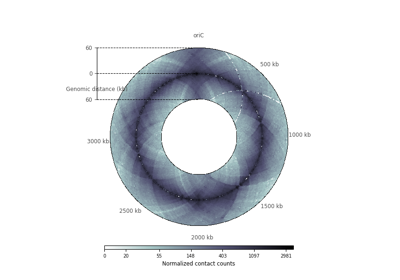 oriC
60
500 kb
0
Genomic distance (kb)
60
3000 kb
1000 kb
2500 kb
1500 kb
2000 kb
0 20 55 148 403 1097 2981
Normalized contact counts